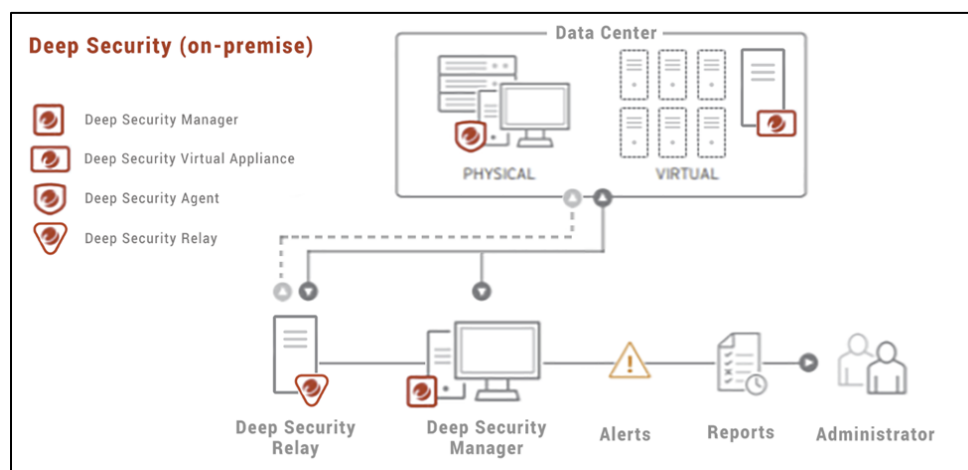 Deep Security (on-premise)
Data Center
Deep Security Manager
Deep Security Virtual Appliance
Deep Security Agent
Deep Security Relay
PHYSICAL
VIRTUAL
Deep Security
Relay
Deep Security
Manager
Alerts
Reports
Administrator